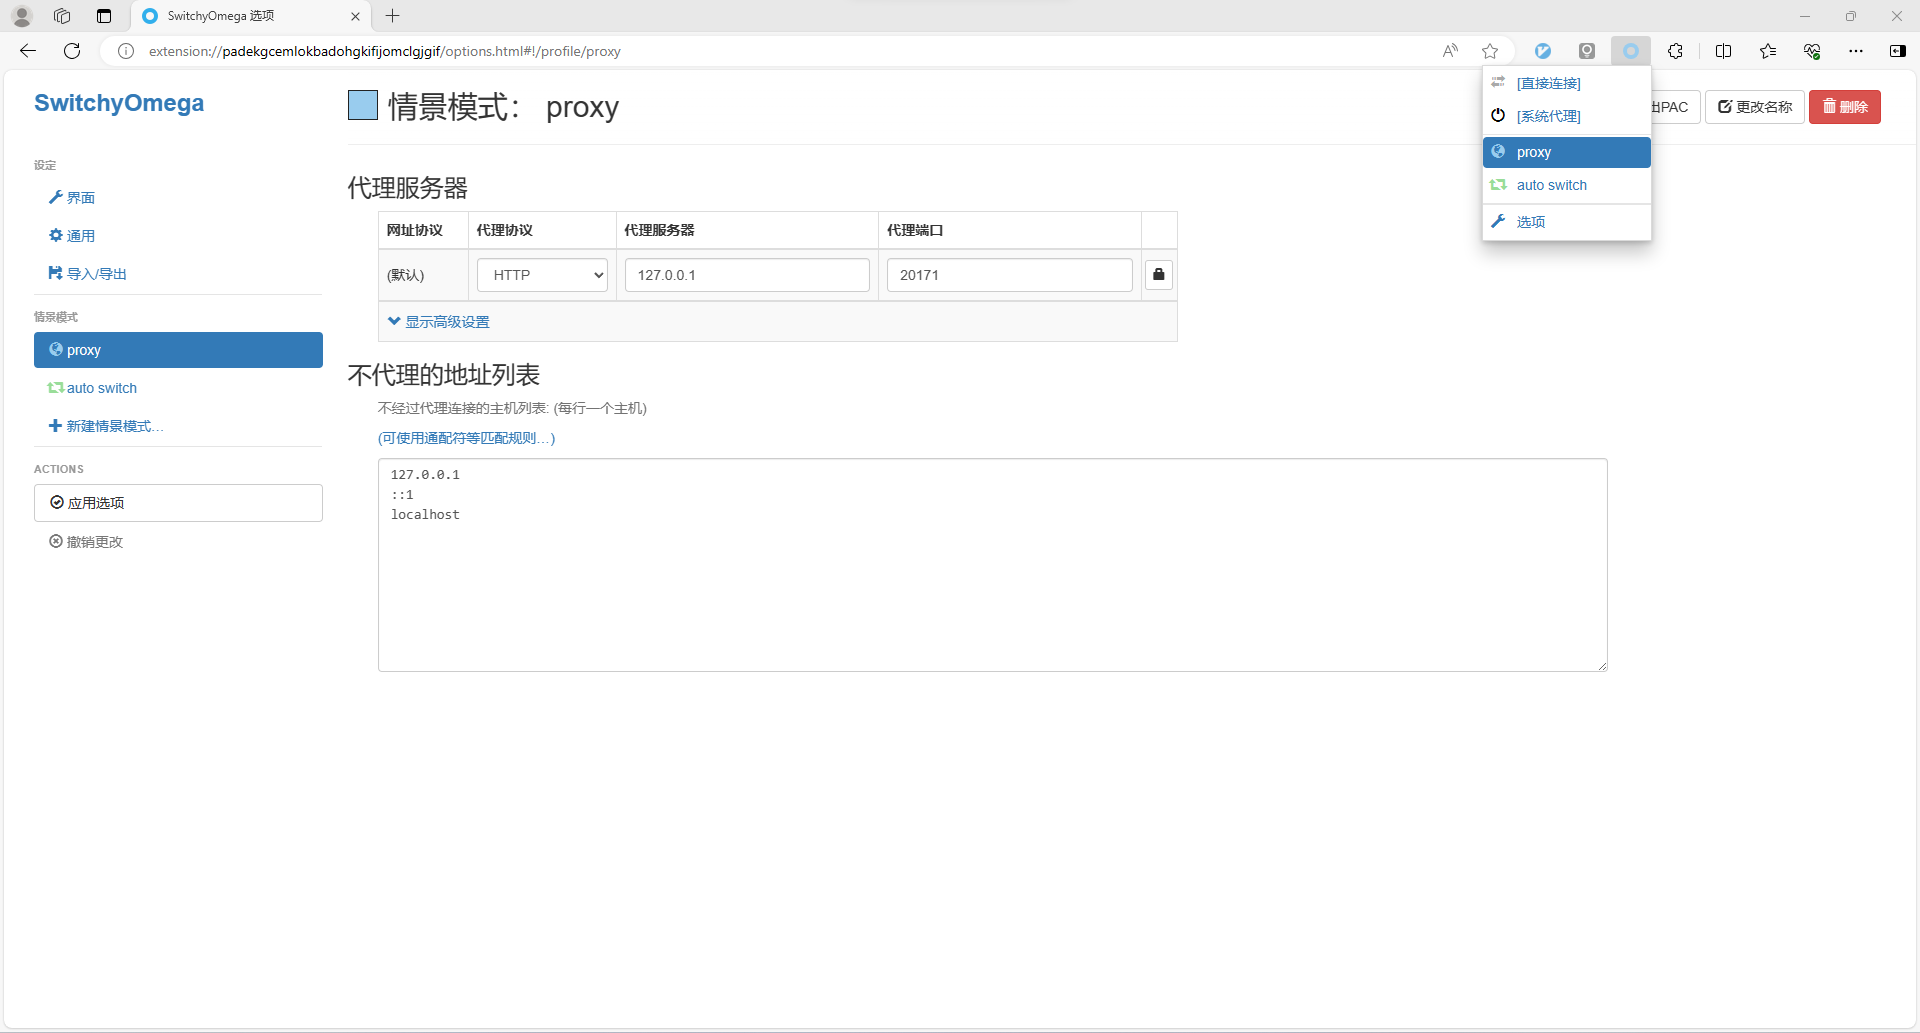 SwitchyOmega 选项
extension://padekgcemlokbadohgkifijomclgjgif/options.html#!/profile/proxy
SwitchyOmega
设定
界面
通用
导入/导出
情景模式
proxy
auto switch
新建情景模式…
ACTIONS
应用选项
撤销更改
情景模式： proxy
出PAC
更改名称
删除
[直接连接]
[系统代理]
proxy
auto switch
选项
代理服务器
网址协议 代理协议 代理服务器 代理端口
(默认) HTTP 127.0.0.1 20171
显示高级设置
不代理的地址列表
不经过代理连接的主机列表: (每行一个主机)
(可使用通配符等匹配规则…)
127.0.0.1
::1
localhost